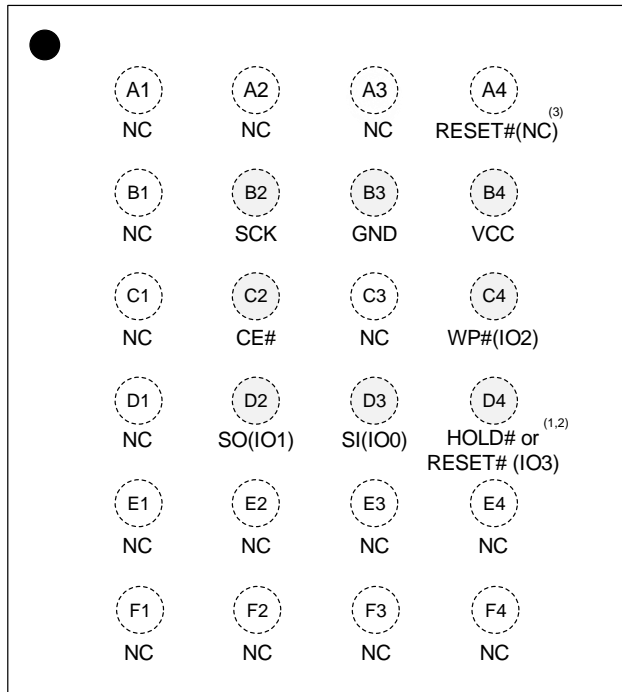 A1 A2 A3 A4
NC NC NC RESET#(NC) (3)
B1 B2 B3 B4
NC SCK GND VCC
C1 C2 C3 C4
NC CE# NC WP#(IO2)
D1 D2 D3 D4
NC SO(IO1) SI(IO0) HOLD# or (1,2)
RESET# (IO3)
E1 E2 E3 E4
NC NC NC NC
F1 F2 F3 F4
NC NC NC NC